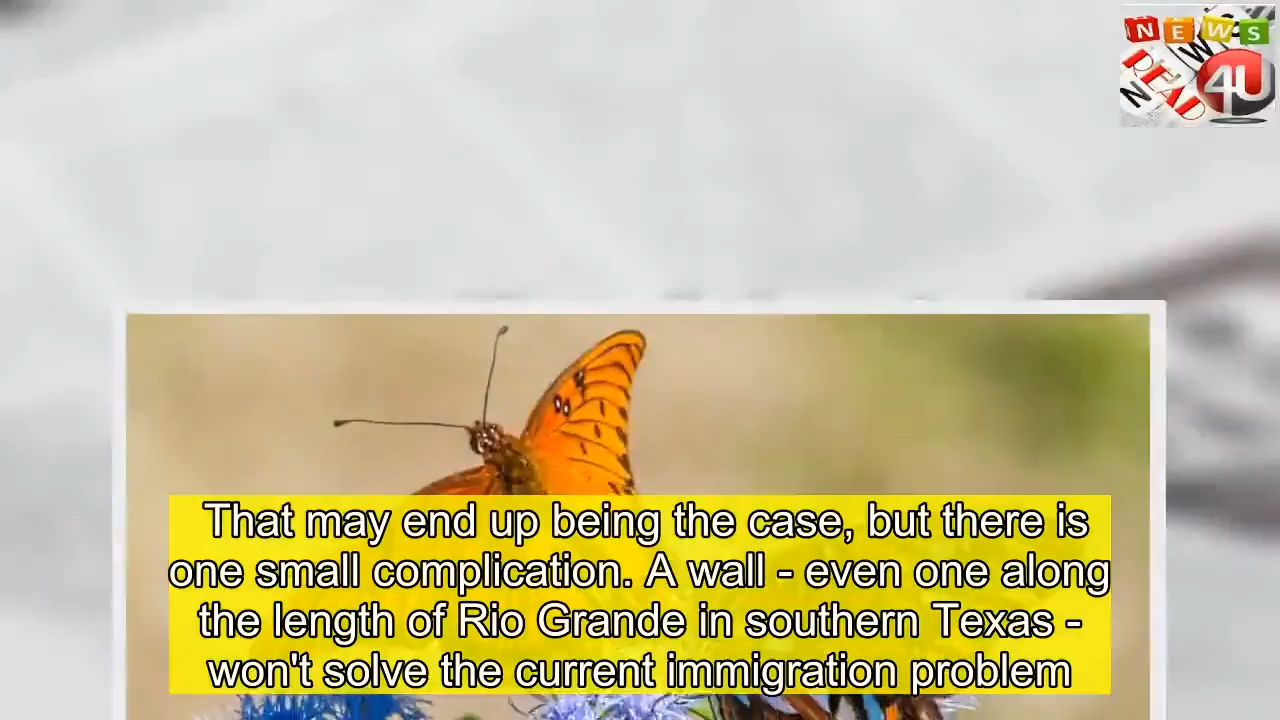 NEWS
READ
4U
That may end up being the case, but there is
one small complication. A wall - even one along
the length of Rio Grande in southern Texas -
won't solve the current immigration problem